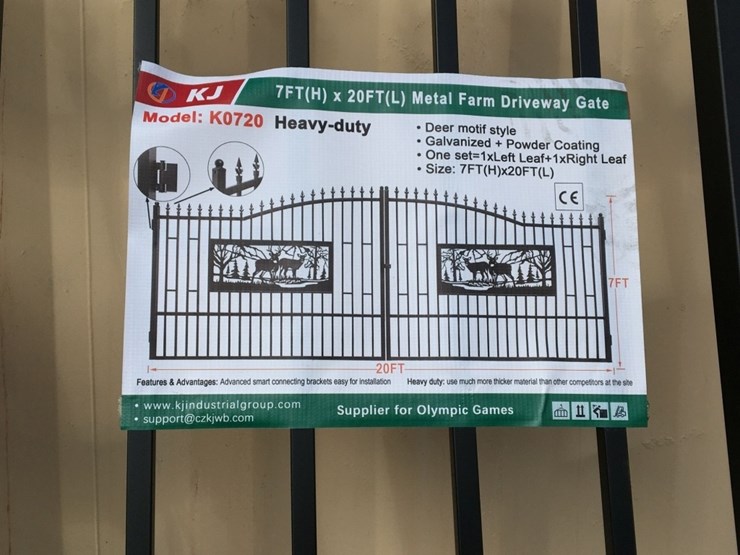 KJ
7FT(H) x 20FT(L) Metal Farm Driveway Gate
Model: K0720 Heavy-duty
• Deer motif style
• Galvanized + Powder Coating
• One set=1xLeft Leaf+1xRight Leaf
• Size: 7FT(H)x20FT(L)
CE
7FT
20FT
Features & Advantages: Advanced smart connecting brackets easy for installation
Heavy duty: use much more thicker material than other competitors at the site
• www.kjindustrialgroup.com
• support@czkjwb.com
Supplier for Olympic Games